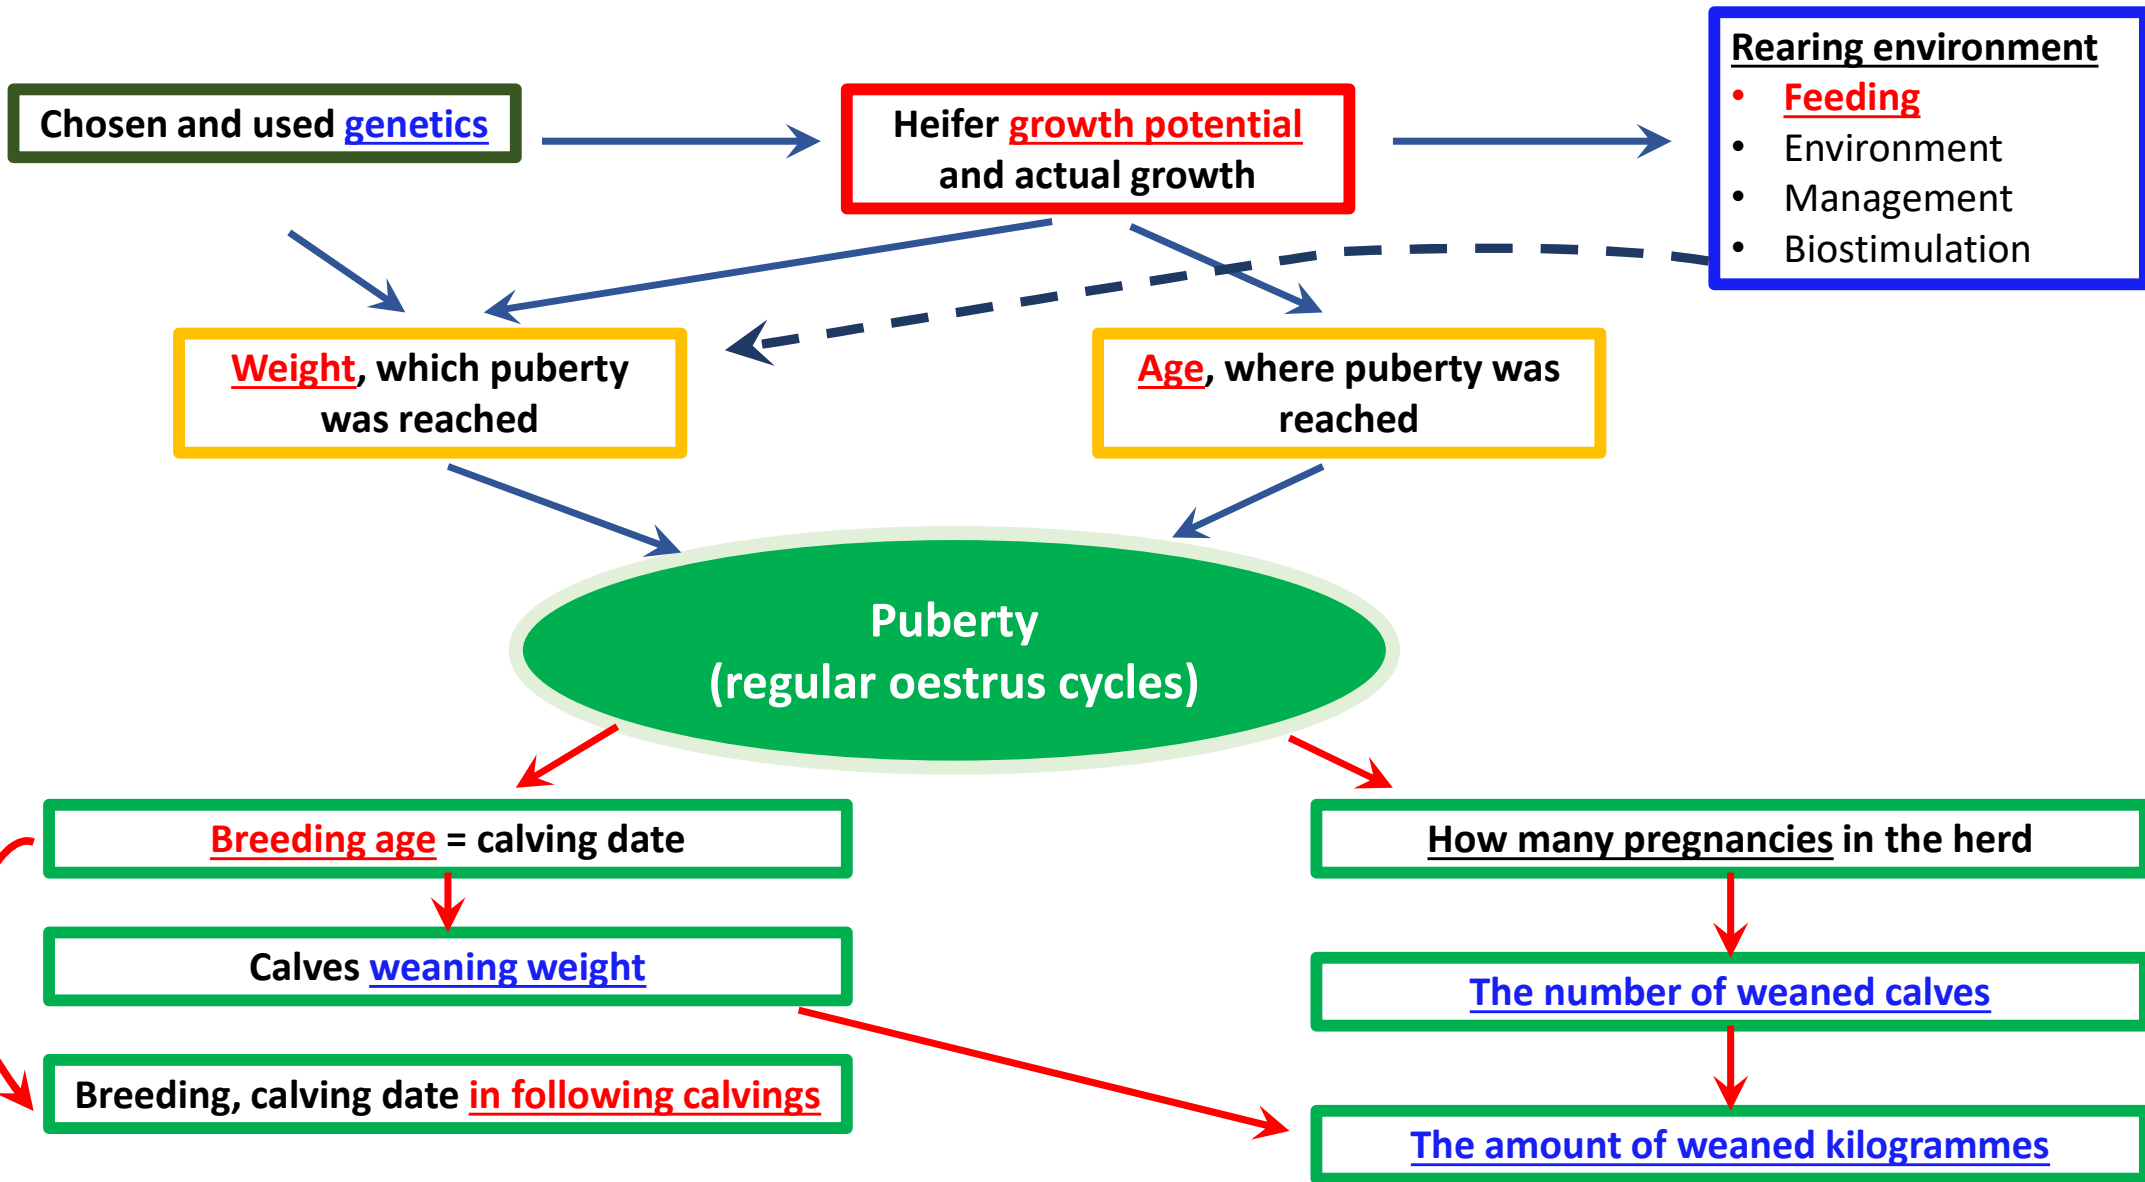 Chosen and used genetics
Heifer growth potential
and actual growth
Rearing environment
• Feeding
• Environment
• Management
• Biostimulation
Weight, which puberty
was reached
Age, where puberty was
reached
Puberty
(regular oestrus cycles)
Breeding age = calving date
Calves weaning weight
Breeding, calving date in following calvings
How many pregnancies in the herd
The number of weaned calves
The amount of weaned kilogrammes